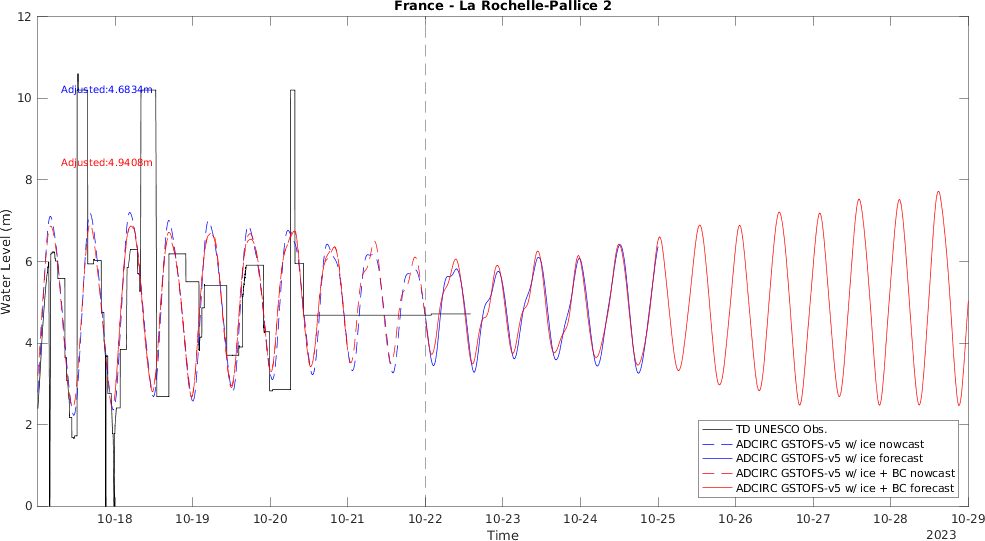 France - La Rochelle-Pallice 2
12
10
8
6
4
2
0
Water Level (m)
Adjusted:4.6834m
Adjusted:4.9408m
TD UNESCO Obs.
ADCIRC GSTOFS-v5 w/ ice nowcast
ADCIRC GSTOFS-v5 w/ ice forecast
ADCIRC GSTOFS-v5 w/ ice + BC nowcast
ADCIRC GSTOFS-v5 w/ ice + BC forecast
10-18 10-19 10-20 10-21 10-22 10-23 10-24 10-25 10-26 10-27 10-28 10-29
Time
2023